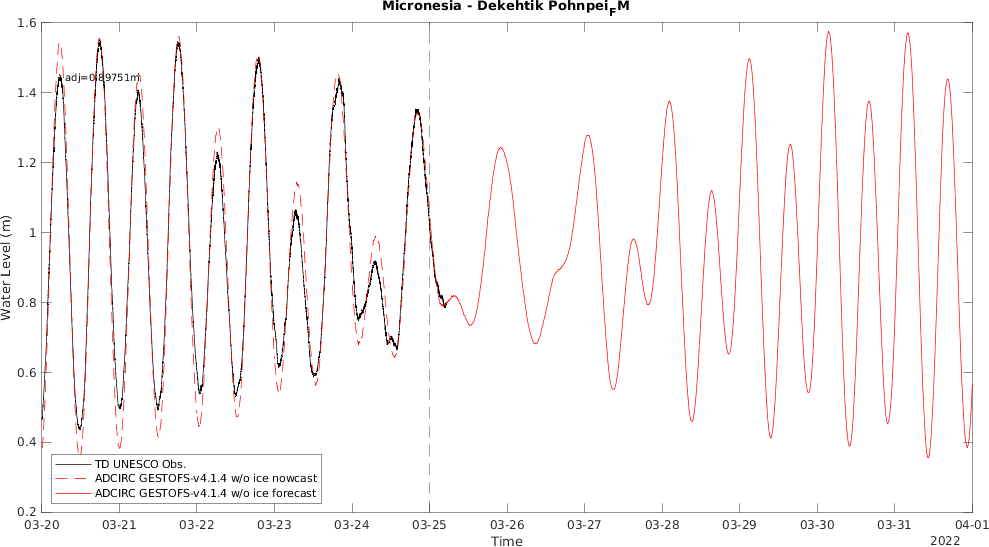 Micronesia - Dekehtik PohnpeiFM
adj=0.89751m
Water Level (m)
1.6
1.4
1.2
1
0.8
0.6
0.4
0.2
TD UNESCO Obs.
ADCIRC GESTOFS-v4.1.4 w/o ice nowcast
ADCIRC GESTOFS-v4.1.4 w/o ice forecast
03-20 03-21 03-22 03-23 03-24 03-25 03-26 03-27 03-28 03-29 03-30 03-31 04-01
Time
2022